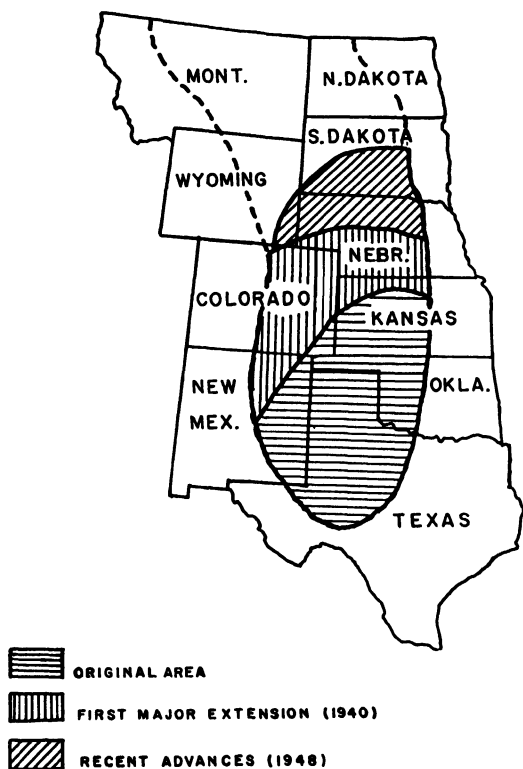 MONT.
N. DAKOTA
S. DAKOTA
WYOMING
NEBR.
COLORADO
KANSAS
NEW
MEX.
OKLA.
TEXAS
ORIGINAL AREA
FIRST MAJOR EXTENSION (1940)
RECENT ADVANCES (1948)